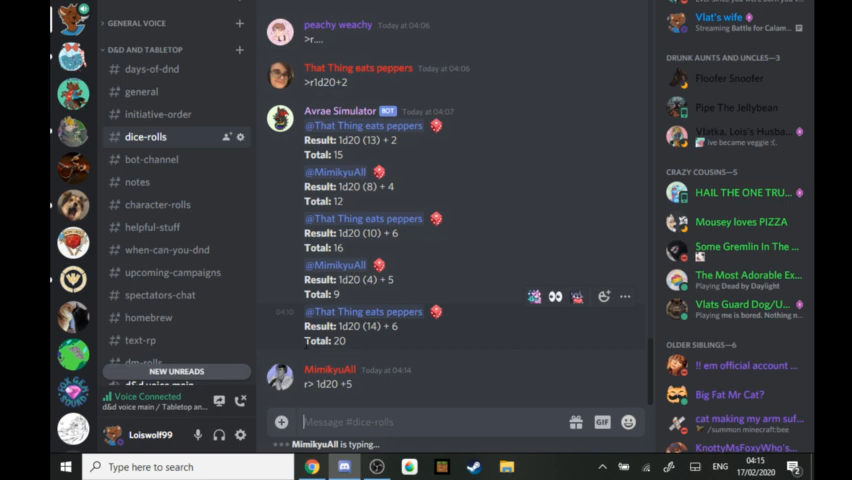 GENERAL VOICE
D&D AND TABLETOP
days-of-dnd
general
initiative-order
dice-rolls
bot-channel
notes
character-rolls
helpful-stuff
when-can-you-dnd
upcoming-campaigns
spectators-chat
homebrew
text-rp
dm-rolls
NEW UNREADS
d&d voice main
Voice Connected
d&d voice main / Tabletop an...
Loiswolf99
peachy weachy Today at 04:06
>r....
That Thing eats peppers Today at 04:06
>r1d20+2
Avrae Simulator BOT Today at 04:07
@That Thing eats peppers
Result: 1d20 (13) + 2
Total: 15
@MimikyuAll
Result: 1d20 (8) + 4
Total: 12
@That Thing eats peppers
Result: 1d20 (10) + 6
Total: 16
@MimikyuAll
Result: 1d20 (4) + 5
Total: 9
04:10 @That Thing eats peppers
Result: 1d20 (14) + 6
Total: 20
MimikyuAll Today at 04:14
r> 1d20 +5
Message #dice-rolls
GIF
MimikyuAll is typing...
Vlat's wife
Streaming Battle for Calam...
DRUNK AUNTS AND UNCLES—3
Floofer Snoofer
Pipe The Jellybean
Vlatka, Lois's Husba...
Ive became veggie :(.
CRAZY COUSINS—5
HAIL THE ONE TRU...
Mousey loves PIZZA
Some Gremlin In The ...
The Most Adorable Ex...
Playing Dead by Daylight
Vlats Guard Dog/U...
Playing me is bored. Nothing n...
OLDER SIBLINGS—6
!! em official account ...
Big Fat Mr Cat?
cat making my arm suf...
/summon minecraft:bee
KnottyMsFoxyWho's...
Type here to search
ENG
04:15
17/02/2020
2